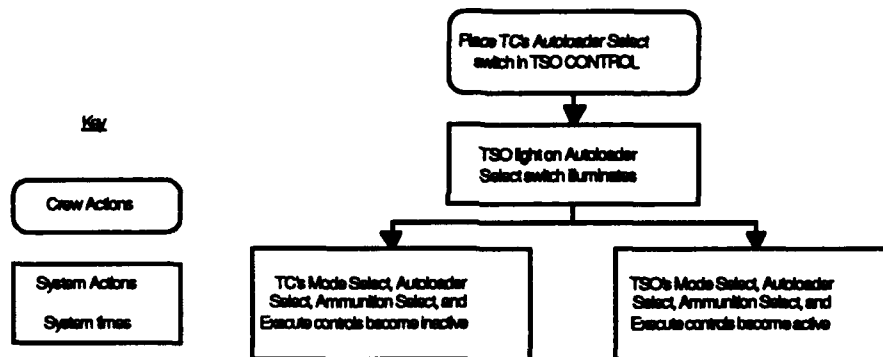 Place TC's Autoloader Select
switch in TSO CONTROL
Key
TSO light on Autoloader
Select switch illuminates
Crew Actions
System Actions
System times
TC's Mode Select, Autoloader
Select, Ammunition Select, and
Execute controls become inactive
TSO's Mode Select, Autoloader
Select, Ammunition Select, and
Execute controls become active